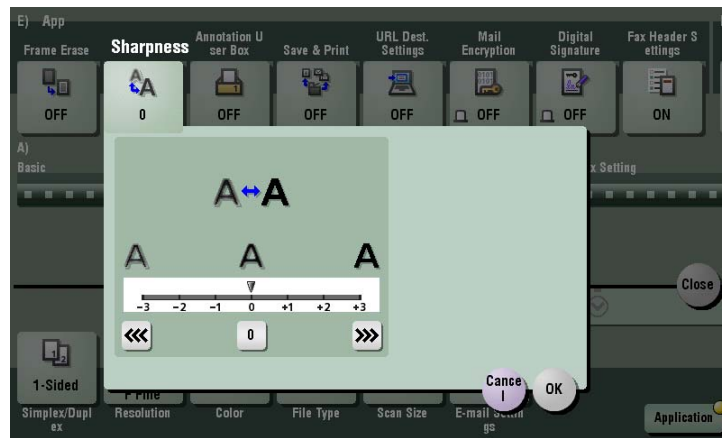 E) App
Frame Erase
Sharpness
Annotation U
ser Box
Save & Print
URL Dest.
Settings
Mail
Encryption
Digital
Signature
Fax Header S
ettings
OFF
0
OFF
OFF
OFF
OFF
OFF
ON
A)
Basic
x Setting
A A
A A A
-3 -2 -1 0 +1 +2 +3
0
Close
1-Sided
Cance
l
OK
Simplex/Dupl
ex
Resolution
Color
File Type
Scan Size
E-mail Settin
gs
Application